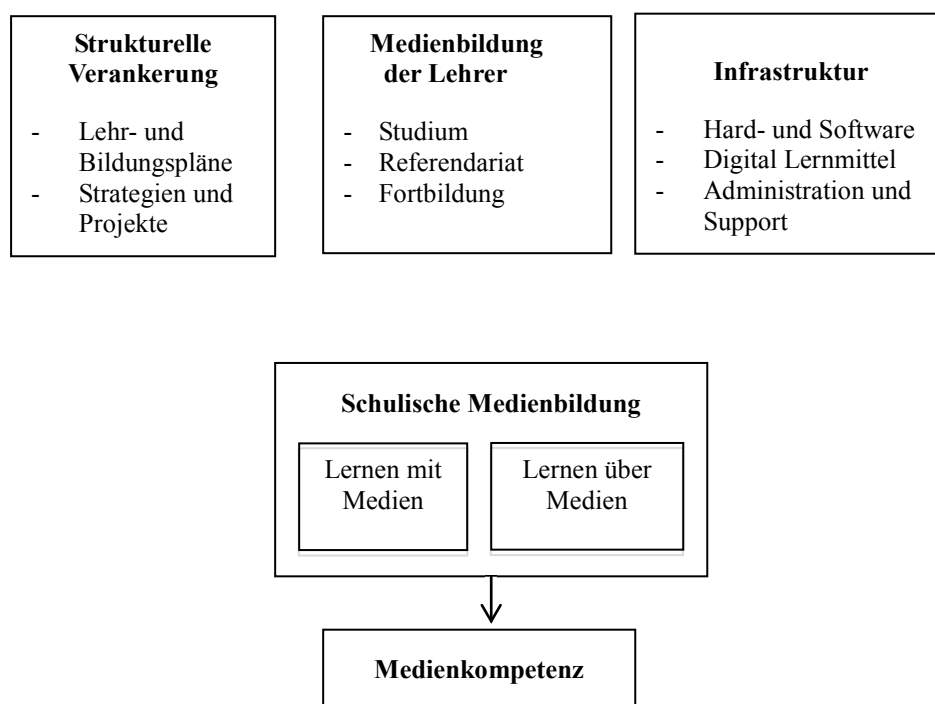 Strukturelle
Verankerung
- Lehr- und
Bildungspläne
- Strategien und
Projekte
Medienbildung
der Lehrer
- Studium
- Referendariat
- Fortbildung
Infrastruktur
- Hard- und Software
- Digital Lernmittel
- Administration und
Support
Schulische Medienbildung
Lernen mit
Medien
Lernen über
Medien
Medienkompetenz